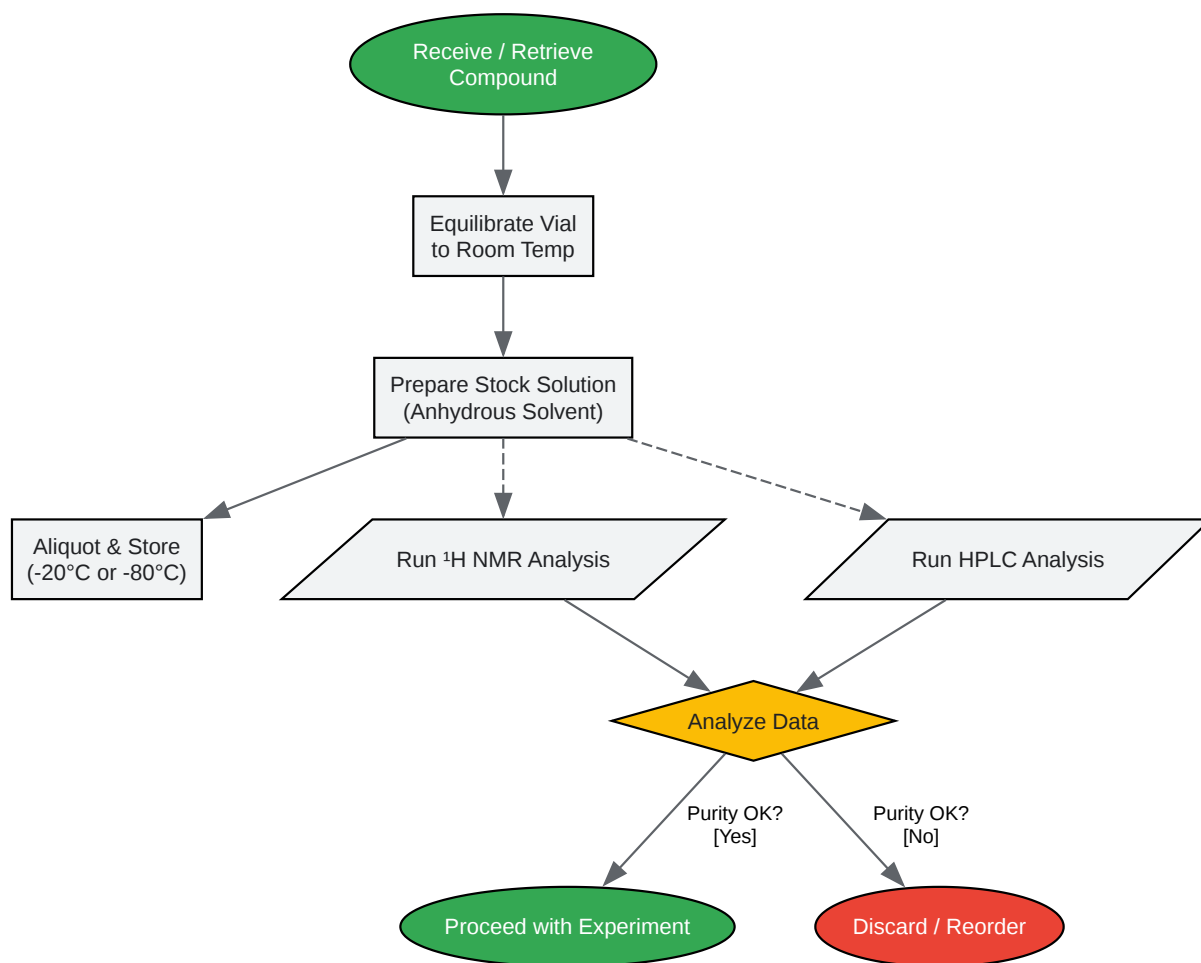 Receive / Retrieve
Compound
Equilibrate Vial
to Room Temp
Prepare Stock Solution
(Anhydrous Solvent)
Aliquot & Store
(-20°C or -80°C)
Run ¹H NMR Analysis
Run HPLC Analysis
Analyze Data
Purity OK?
[Yes]
Purity OK?
[No]
Proceed with Experiment
Discard / Reorder